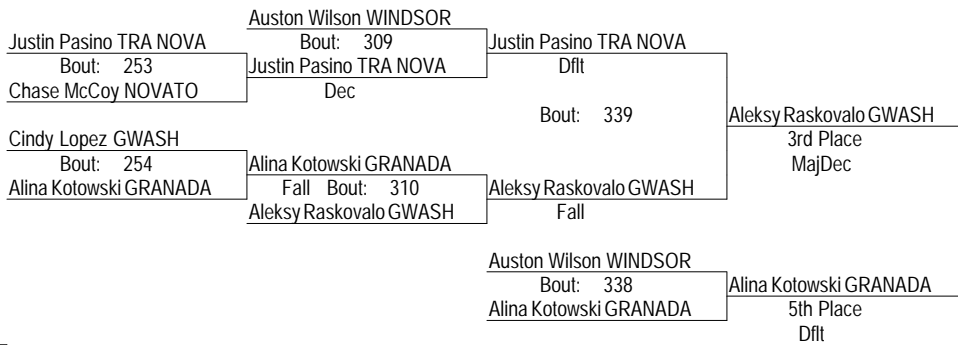 Auston Wilson WINDSOR
Justin Pasino TRA NOVA Bout: 309 Justin Pasino TRA NOVA
Bout: 253 Justin Pasino TRA NOVA Dflt
Chase McCoy NOVATO Dec
Bout: 339 Aleksy Raskovalo GWASH
Cindy Lopez GWASH 3rd Place
Bout: 254 Alina Kotowski GRANADA MajDec
Alina Kotowski GRANADA Fall Bout: 310 Aleksy Raskovalo GWASH
Aleksy Raskovalo GWASH Fall
Auston Wilson WINDSOR
Bout: 338 Alina Kotowski GRANADA
Alina Kotowski GRANADA 5th Place
Dflt